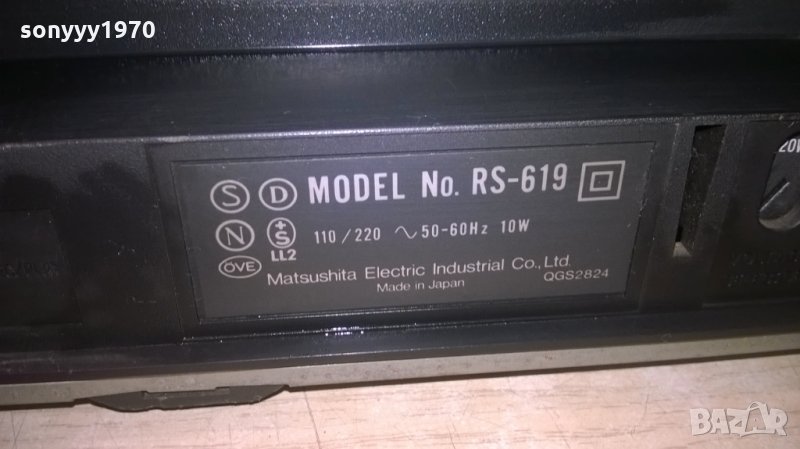 sonyyy1970
S D MODEL No. RS-619
N S 110/220 ~ 50-60Hz 10W
LL2
ÖVE Matsushita Electric Industrial Co., Ltd.
Made in Japan QGS2824
BAZAR